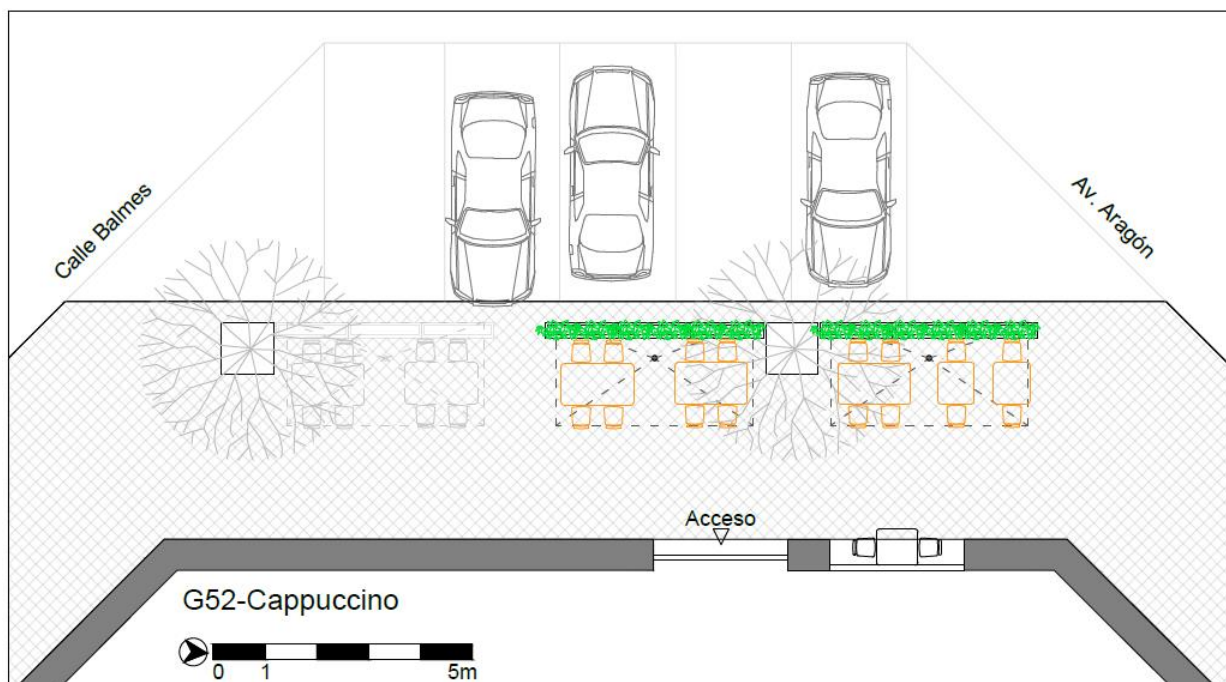 Calle Balmes
Av. Aragón
Acceso
G52-Cappuccino
0 1 5m